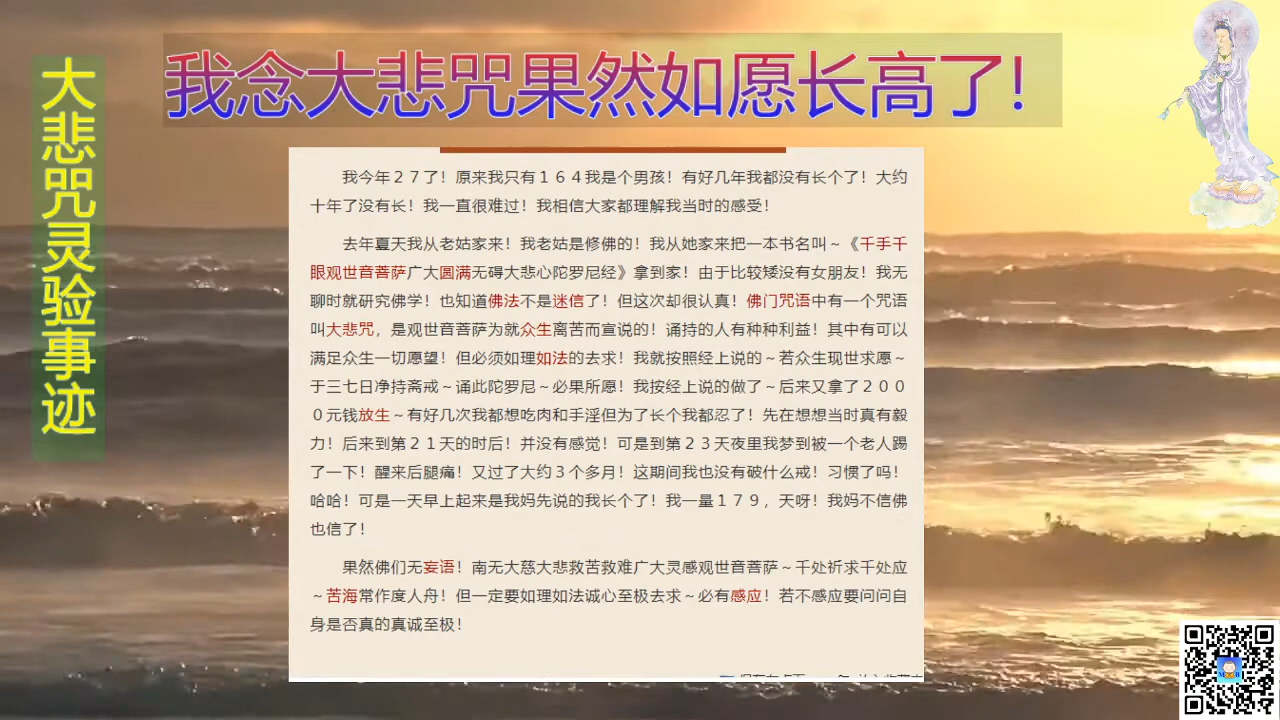 我念大悲咒果然如愿长高了!
大悲咒灵验事迹
我今年２７了！原来我只有１６４我是个男孩！有好几年我都没有长个了！大约
十年了没有长！我一直很难过！我相信大家都理解我当时的感受！
去年夏天我从老姑家来！我老姑是修佛的！我从她家来把一本书名叫～《千手千
眼观世音菩萨广大圆满无碍大悲心陀罗尼经》拿到家！由于比较矮没有女朋友！我无
聊时就研究佛学！也知道佛法不是迷信了！但这次却很认真！佛门咒语中有一个咒语
叫大悲咒，是观世音菩萨为就众生离苦而宣说的！诵持的人有种种利益！其中有可以
满足众生一切愿望！但必须如理如法的去求！我就按照经上说的～若众生现世求愿～
于三七日净持斋戒～诵此陀罗尼～必果所愿！我按经上说的做了～后来又拿了２００
０元钱放生～有好几次我都想吃肉和手淫但为了长个我都忍了！先在想想当时真有毅
力！后来到第２１天的时后！并没有感觉！可是到第２３天夜里我梦到被一个老人踢
了一下！醒来后腿痛！又过了大约３个多月！这期间我也没有破什么戒！习惯了吗！
哈哈！可是一天早上起来是我妈先说的我长个了！我一量１７９，天呀！我妈不信佛
也信了！
果然佛们无妄语！南无大慈大悲救苦救难广大灵感观世音菩萨～千处祈求千处应
～苦海常作度人舟！但一定要如理如法诚心至极去求～必有感应！若不感应要问问自
身是否真的真诚至极！